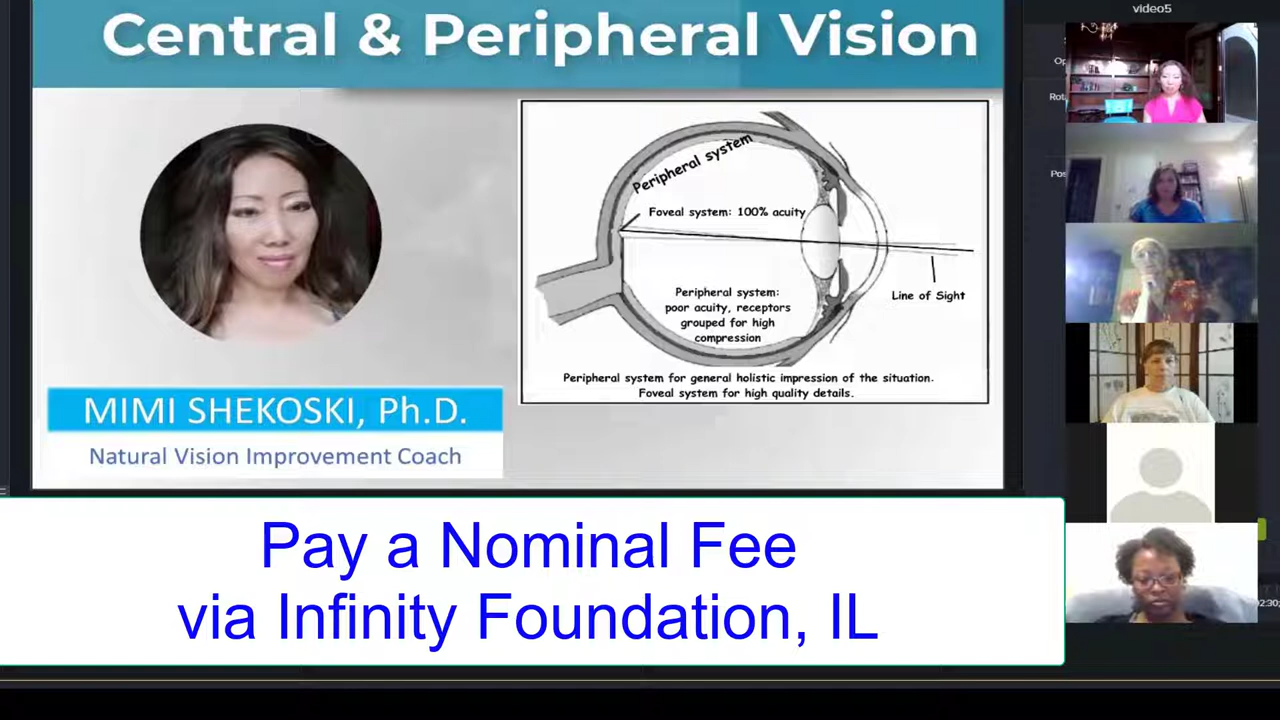 Central & Peripheral Vision
video5
Peripheral system
Foveal system: 100% acuity
Peripheral system:
poor acuity, receptors
grouped for high
compression
Line of Sight
Peripheral system for general holistic impression of the situation.
Foveal system for high quality details.
MIMI SHEKOSKI, Ph.D.
Natural Vision Improvement Coach
Pay a Nominal Fee
via Infinity Foundation, IL